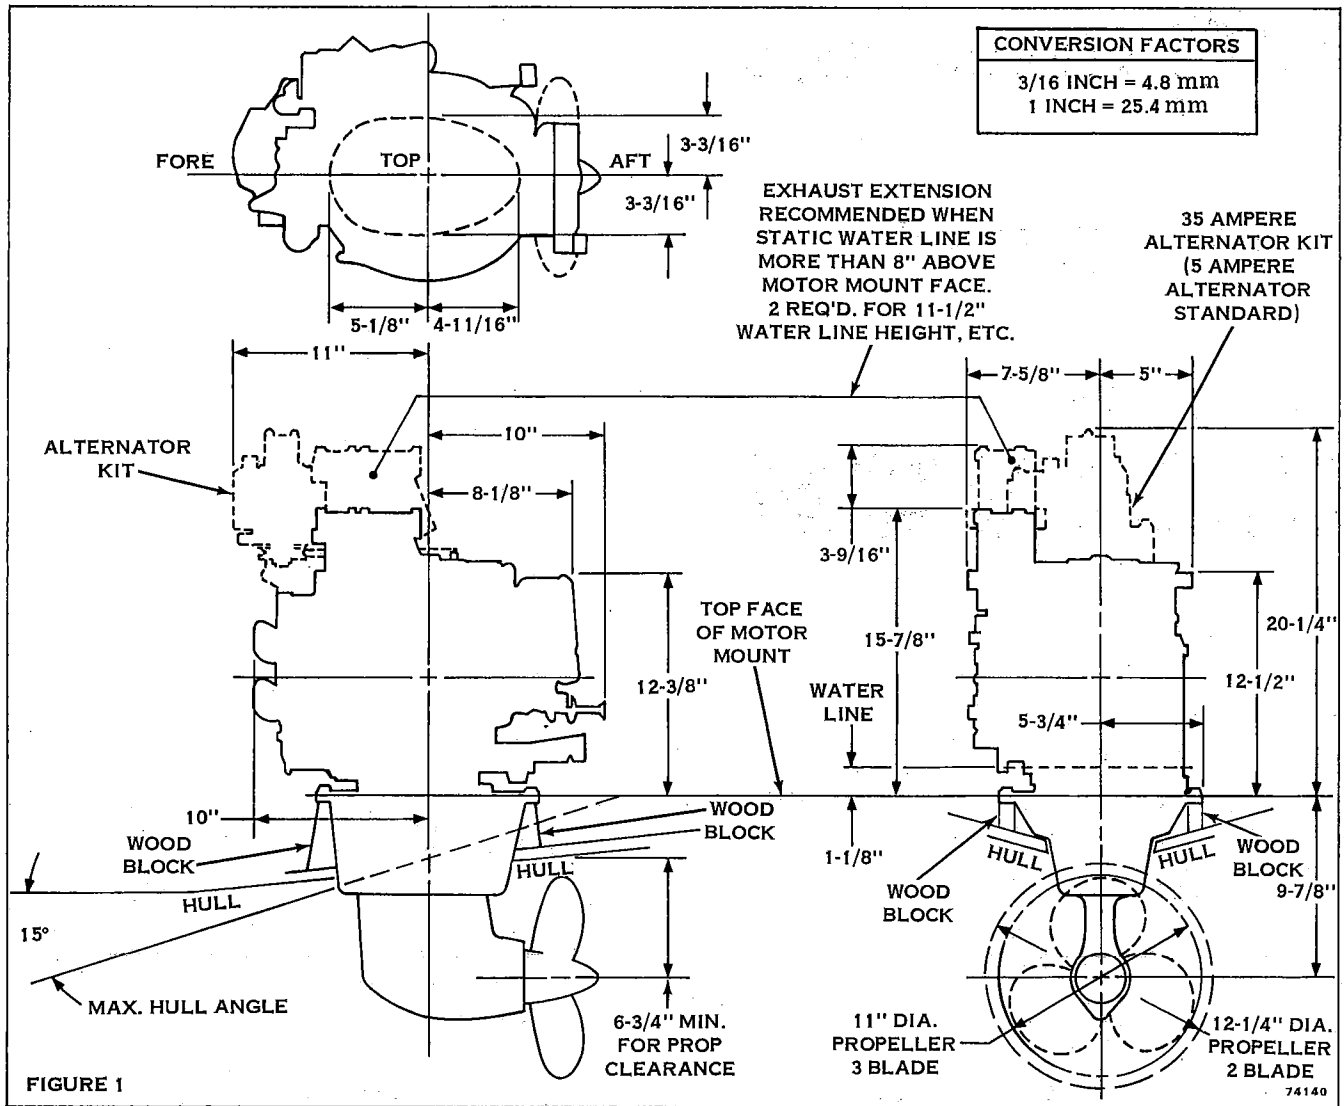 CONVERSION FACTORS
3/16 INCH = 4.8 mm
1 INCH = 25.4 mm
FORE
TOP
AFT
3-3/16"
3-3/16"
5-1/8"
4-11/16"
EXHAUST EXTENSION
RECOMMENDED WHEN
STATIC WATER LINE IS
MORE THAN 8" ABOVE
MOTOR MOUNT FACE.
2 REQ'D. FOR 11-1/2"
WATER LINE HEIGHT, ETC.
35 AMPERE
ALTERNATOR KIT
(5 AMPERE
ALTERNATOR
STANDARD)
11"
7-5/8"
5"
10"
ALTERNATOR
KIT
8-1/8"
3-9/16"
TOP FACE
OF MOTOR
MOUNT
15-7/8"
20-1/4"
12-3/8"
12-1/2"
WATER
LINE
5-3/4"
10"
WOOD
BLOCK
WOOD
BLOCK
1-1/8"
HULL
HULL
HULL
HULL
WOOD
BLOCK
WOOD
BLOCK
9-7/8"
15°
MAX. HULL ANGLE
6-3/4" MIN.
FOR PROP
CLEARANCE
11" DIA.
PROPELLER
3 BLADE
12-1/4" DIA.
PROPELLER
2 BLADE
FIGURE 1
74140